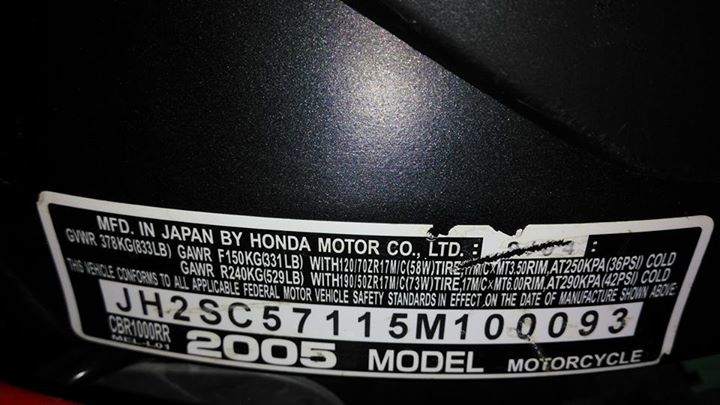 MFD. IN JAPAN BY HONDA MOTOR CO., LTD. : :
GVWR 378KG(833LB) GAWR F150KG(331LB) WITH120/70ZR17M/C(58W)TIRE,17M/C×MT3.50RIM,AT250KPA(36PSI) COLD
GAWR R240KG(529LB) WITH190/50ZR17M/C(73W)TIRE,17M/C×MT6.00RIM,AT290KPA(42PSI) COLD
THIS VEHICLE CONFORMS TO ALL APPLICABLE FEDERAL MOTOR VEHICLE SAFETY STANDARDS IN EFFECT ON THE DATE OF MANUFACTURE SHOWN ABOVE.
JH2SC57115M100093
CBR1000RR
MEL-L01
2005 MODEL MOTORCYCLE